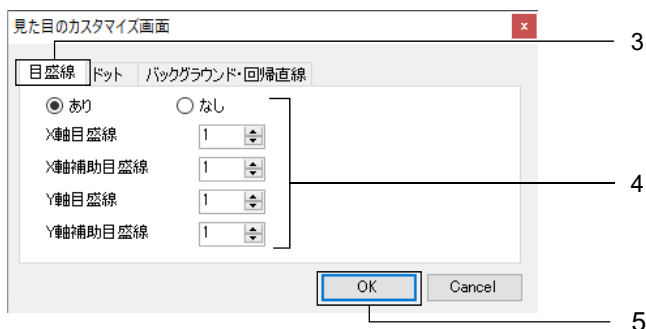 見た目のカスタマイズ画面 x
3
目盛線 ドット バックグラウンド・回帰直線
あり なし
X軸目盛線 1
X軸補助目盛線 1
4
Y軸目盛線 1
Y軸補助目盛線 1
OK Cancel
5